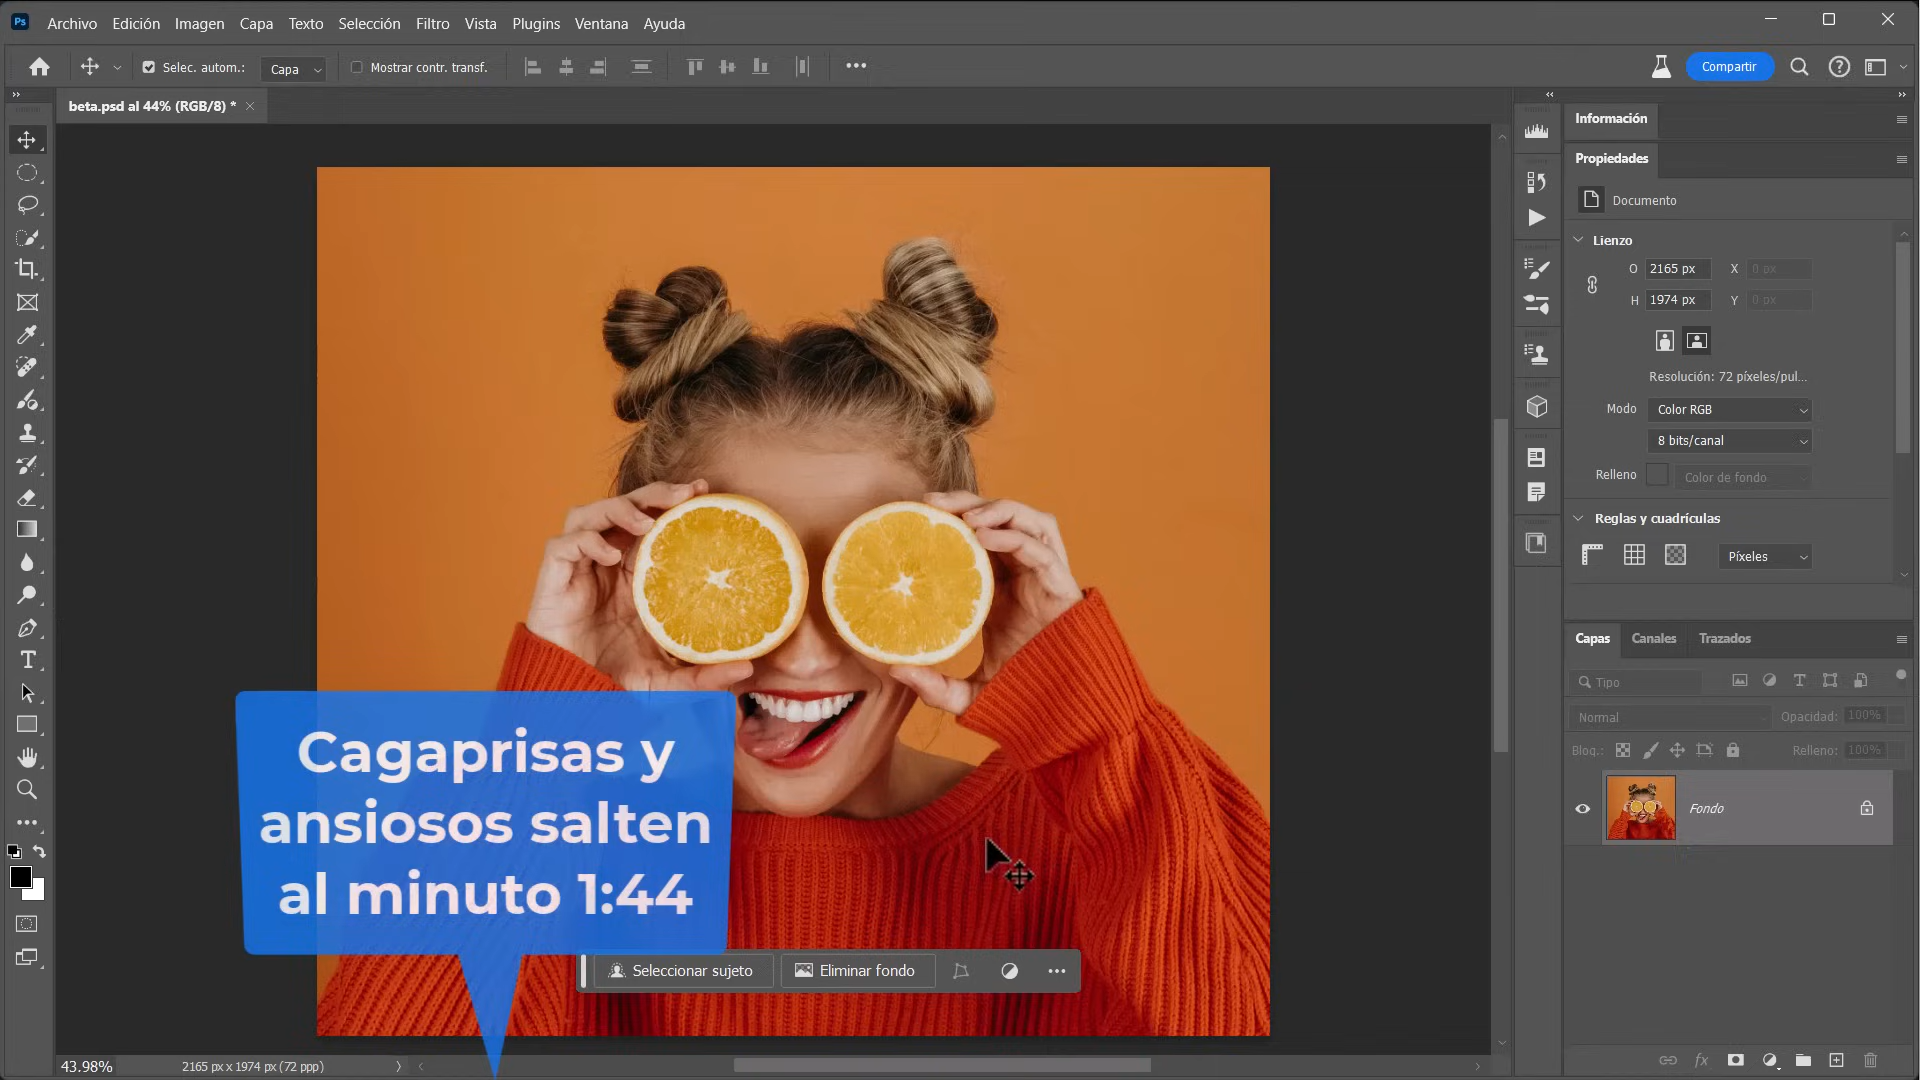 Ps Archivo Edición Imagen Capa Texto Selección Filtro Vista Plugins Ventana Ayuda
Selec. autom.: Capa Mostrar contr. transf. Compartir
beta.psd al 44% (RGB/8) *
Información
Propiedades
Documento
Lienzo
O 2165 px X 0 px
H 1974 px Y 0 px
Resolución: 72 píxeles/pul...
Modo Color RGB
8 bits/canal
Relleno Color de fondo
Reglas y cuadrículas
Píxeles
Capas Canales Trazados
Tipo
Normal Opacidad: 100%
Bloq.: Relleno: 100%
Fondo
Cagaprisas y
ansiosos salten
al minuto 1:44
Seleccionar sujeto Eliminar fondo
43.98% 2165 px x 1974 px (72 ppp)